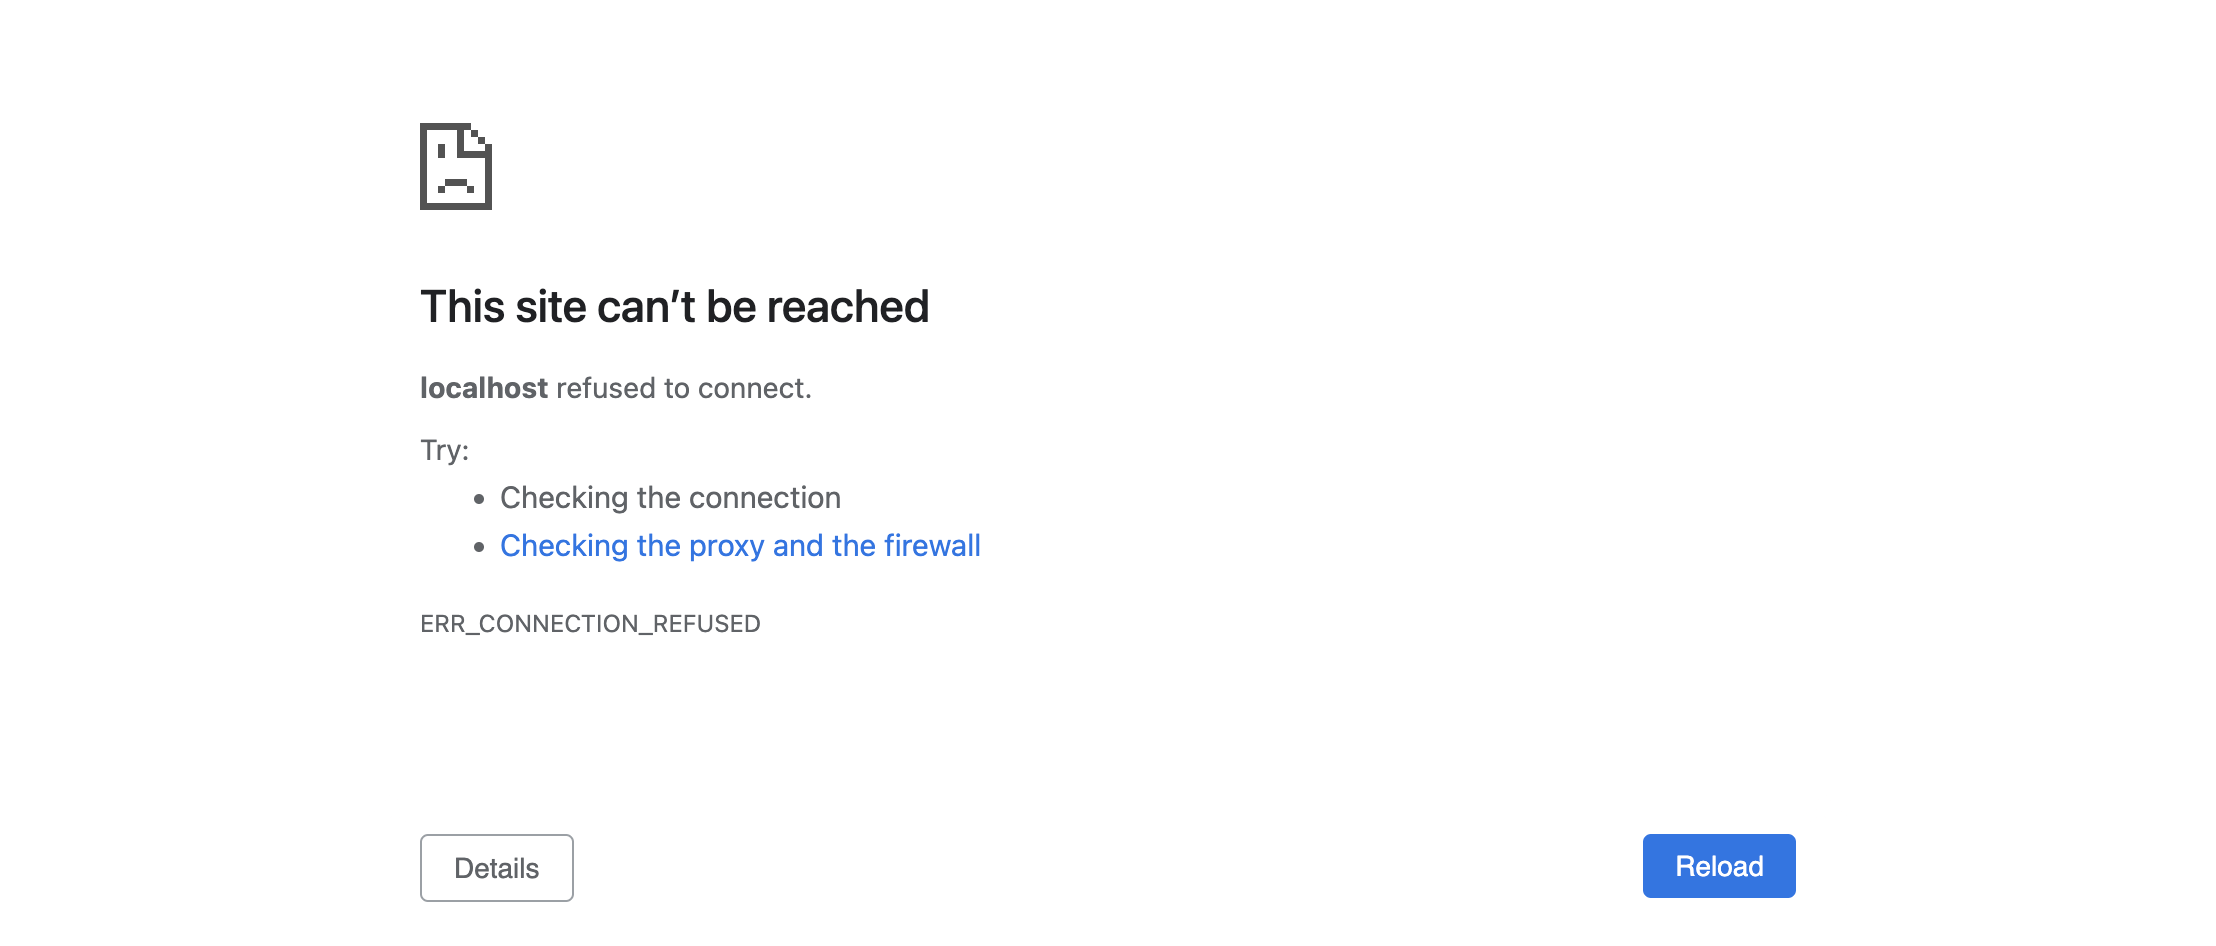 This site can’t be reached
localhost refused to connect.
Try:
Checking the connection
Checking the proxy and the firewall
ERR_CONNECTION_REFUSED
Details
Reload